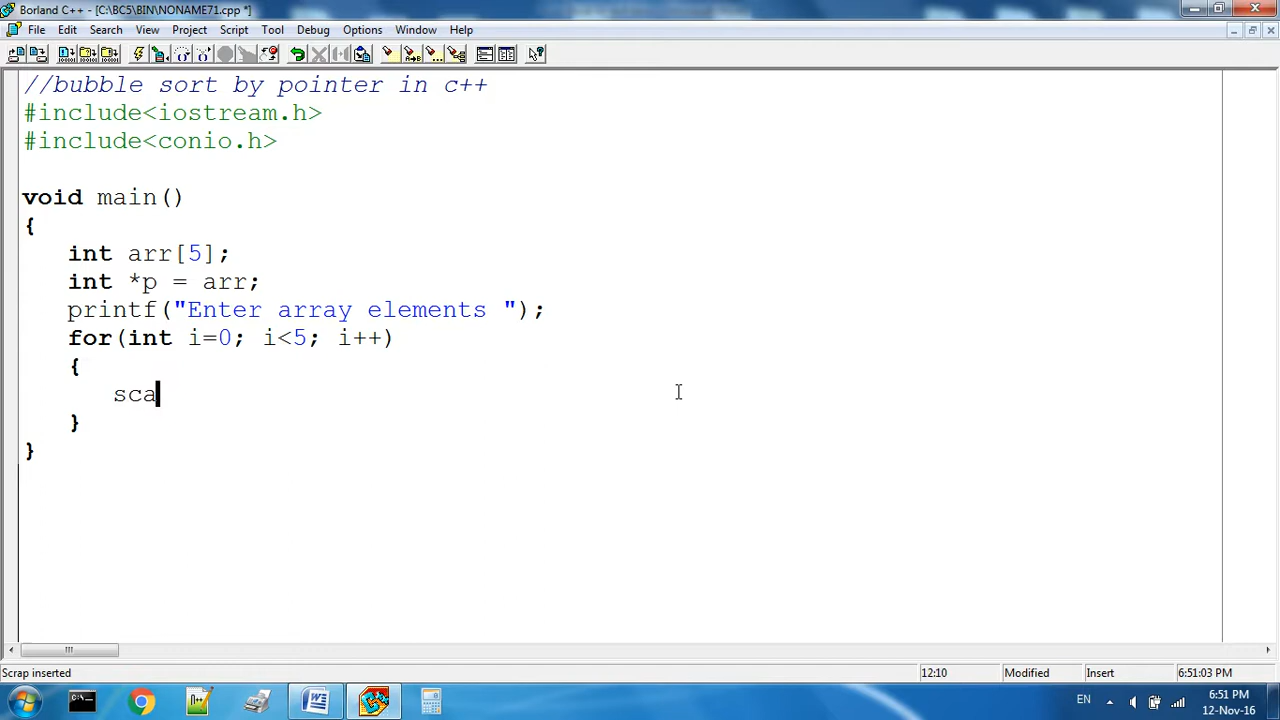 Borland C++ - [C:\BC5\BIN\NONAME71.cpp *]
File Edit Search View Project Script Tool Debug Options Window Help
//bubble sort by pointer in c++
#include<iostream.h>
#include<conio.h>
void main()
{
int arr[5];
int *p = arr;
printf("Enter array elements ");
for(int i=0; i<5; i++)
{
sca
}
}
Scrap inserted 12:10 Modified Insert 6:51:03 PM
EN 6:51 PM
12-Nov-16